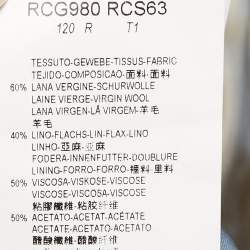 RCG980 RCS63
120 R T1
TESSUTO-GEWEBE-TISSUS-FABRIC
TEJIDO-COMPOSICAO-面料-面料
60% LANA VERGINE-SCHURWOLLE
LAINE VIERGE-VIRGIN WOOL
LANA VIRGEN-LÃ VIRGEM-羊毛
羊毛
40% LINO-FLACHS-LIN-FLAX-LINO
LINHO-亞麻-亚麻
FODERA-INNENFUTTER-DOUBLURE
LINING-FORRO-FORRO-裡料-里料
50% VISCOSA-VISKOSE-VISCOSE
VISCOSE-VISCOSA-VISCOSE
粘膠纖維-粘胶纤维
50% ACETATO-ACETAT-ACÉTATE
ACETATE-ACETATO-ACETATO
醋酸纖維-醋酸纤维